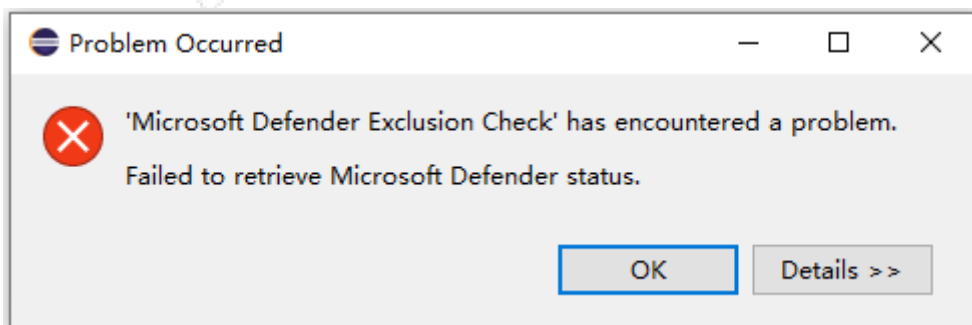 Problem Occurred
'Microsoft Defender Exclusion Check' has encountered a problem.
Failed to retrieve Microsoft Defender status.
OK
Details >>